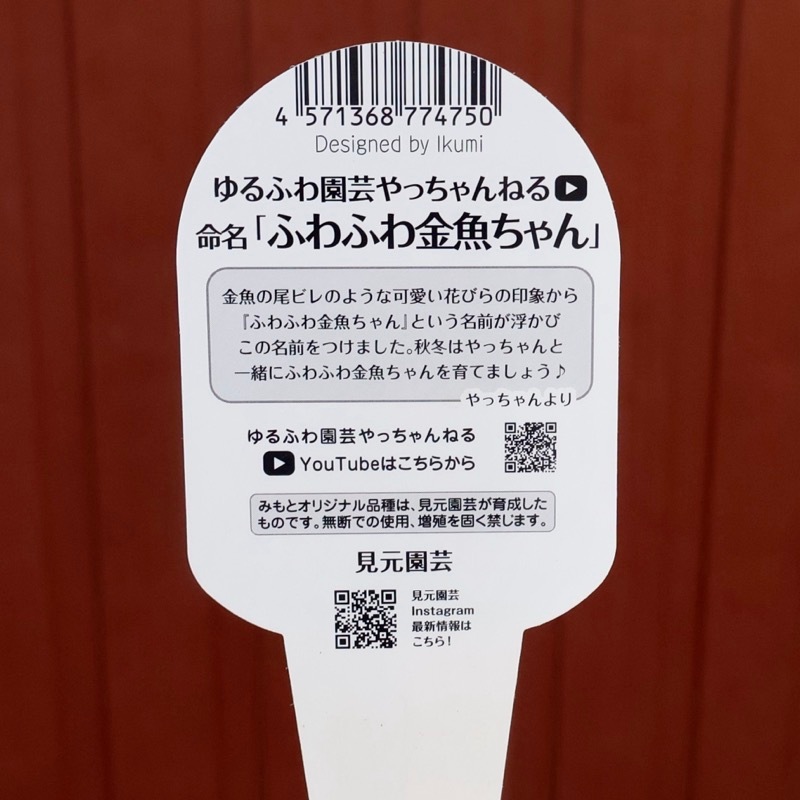 4 571368 774750
Designed by Ikumi
ゆるふわ園芸やっちゃんねる
命名「ふわふわ金魚ちゃん」
金魚の尾ビレのような可愛い花びらの印象から
『ふわふわ金魚ちゃん』という名前が浮かび
この名前をつけました。秋冬はやっちゃんと
一緒にふわふわ金魚ちゃんを育てましょう♪
やっちゃんより
ゆるふわ園芸やっちゃんねる
YouTubeはこちらから
みもとオリジナル品種は、見元園芸が育成した
ものです。無断での使用、増殖を固く禁じます。
見元園芸
見元園芸
Instagram
最新情報は
こちら!